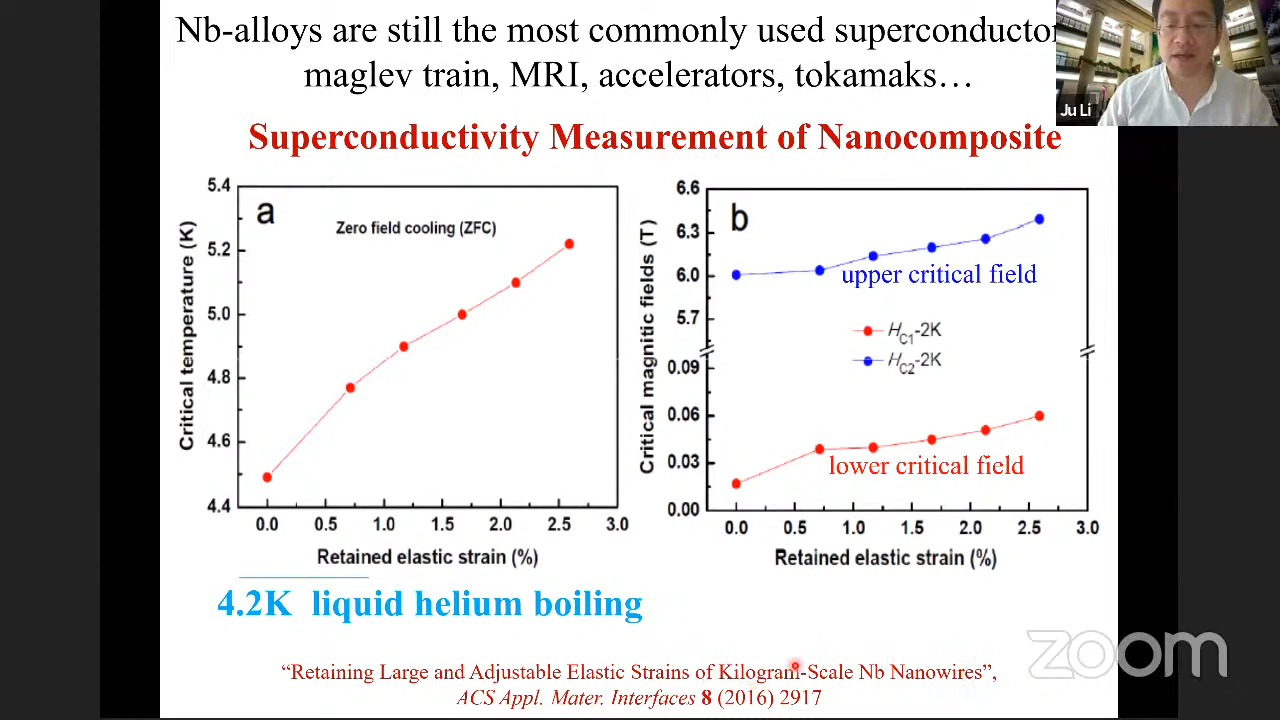 Nb-alloys are still the most commonly used superconductor
maglev train, MRI, accelerators, tokamaks…
Ju Li
Superconductivity Measurement of Nanocomposite
5.4
5.2
5.0
4.8
4.6
4.4
Critical temperature (K)
a
Zero field cooling (ZFC)
0.0 0.5 1.0 1.5 2.0 2.5 3.0
Retained elastic strain (%)
6.6
6.3
6.0
5.7
0.09
0.06
0.03
0.00
Critical magnitic fields (T)
b
upper critical field
HC1-2K
HC2-2K
lower critical field
0.0 0.5 1.0 1.5 2.0 2.5 3.0
Retained elastic strain (%)
4.2K liquid helium boiling
zoom
“Retaining Large and Adjustable Elastic Strains of Kilogram-Scale Nb Nanowires”,
ACS Appl. Mater. Interfaces 8 (2016) 2917